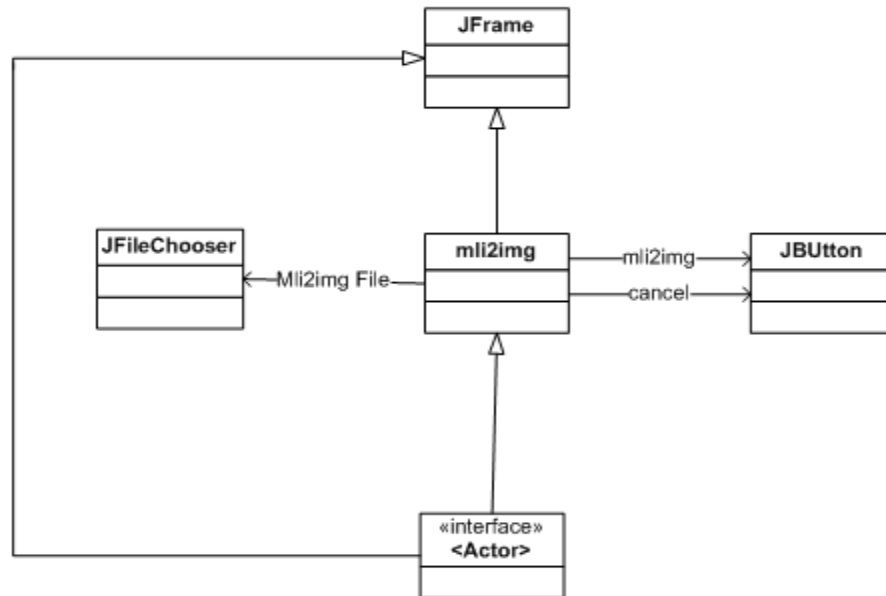 JFrame
JFileChooser
Mli2img File
mli2img
mli2img
cancel
JBUtton
«interface»
<Actor>